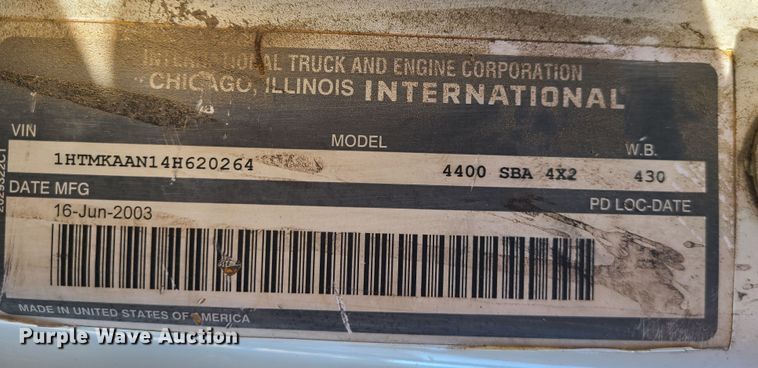 INTERNATIONAL TRUCK AND ENGINE CORPORATION
CHICAGO, ILLINOIS INTERNATIONAL
VIN MODEL W.B.
1HTMKAAN14H620264 4400 SBA 4X2 430
DATE MFG PD LOC-DATE
16-Jun-2003
MADE IN UNITED STATES OF AMERICA
2029522C1
Purple Wave Auction